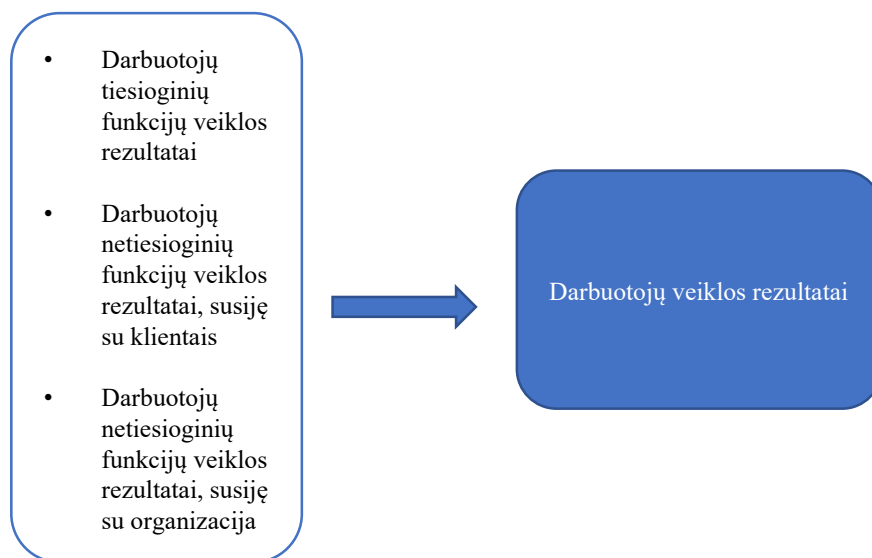 • Darbuotojų
tiesioginių
funkcijų veiklos
rezultatai
• Darbuotojų
netiesioginių
funkcijų veiklos
rezultatai, susiję
su klientais
• Darbuotojų
netiesioginių
funkcijų veiklos
rezultatai, susiję
su organizacija
Darbuotojų veiklos rezultatai